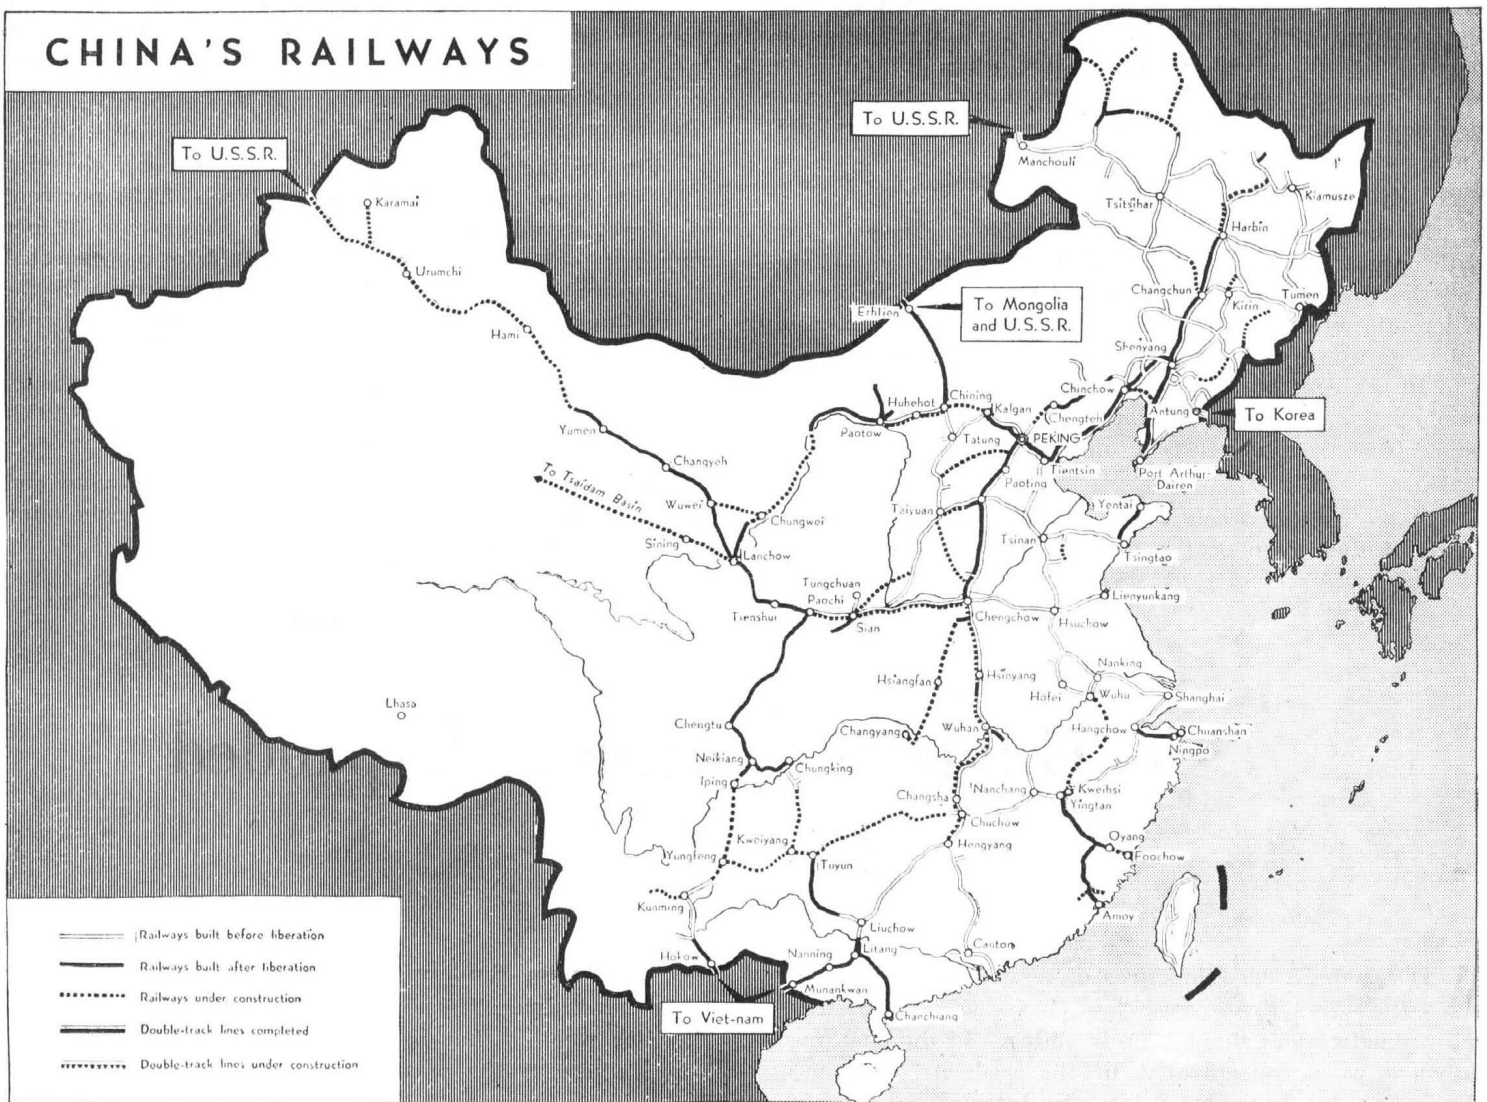 CHINA'S RAILWAYS
To U.S.S.R.
To U.S.S.R.
Manchouli
Karamai
Tsitsihar
Kiamusze
Harbin
Urumchi
Changchun
Kirin
Tumen
Erhlien
To Mongolia
and U.S.S.R.
Hami
Shenyang
Chinchow
Huhehot
Chining
Kalgan
Chengteh
Antung
To Korea
Yumen
Paotow
Tatung
PEKING
Changyeh
Tientsin
Port Arthur-
Dairen
To Tsaidam Basin
Paoting
Wuwei
Chungwei
Taiyuan
Yentai
Sining
Lanchow
Tsinan
Tsingtao
Tungchuan
Paochi
Lienyunkang
Tienshui
Sian
Chengchow
Hsuchow
Nanking
Hsiangfan
Hsinyang
Hofei
Wuhu
Shanghai
Lhasa
Chengtu
Changyang
Wuhan
Hangchow
Chuanshan
Ningpo
Neikiang
Chungking
Iping
Changsha
Nanchang
Kweihsi
Yingtan
Chuchow
Kweiyang
Hengyang
Oyang
Yungfeng
Tuyun
Foochow
Kunming
Amoy
Liuchow
Hokow
Nanning
Litang
Canton
Munankwan
To Viet-nam
Chanchiang
Railways built before liberation
Railways built after liberation
Railways under construction
Double-track lines completed
Double-track lines under construction